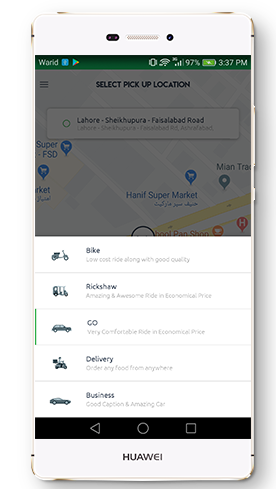 Warid 97% 3:37 PM
SELECT PICK UP LOCATION
Lahore - Sheikhupura - Faisalabad Road
Lahore - Sheikhupura - Faisalabad Rd, Ashrafabad,
Super
- FSD
Mian Trad
Hanif Super Market
حنیف سپر مارکیٹ
ool Pan Shop
Bike
Low cost ride along with good quality
Rickshaw
Amazing & Awesome Ride In Economical Price
GO
Very Comfortable Ride In Economical Price
Delivery
Order any food from anywhere
Business
Good Caption & Amazing Car
HUAWEI